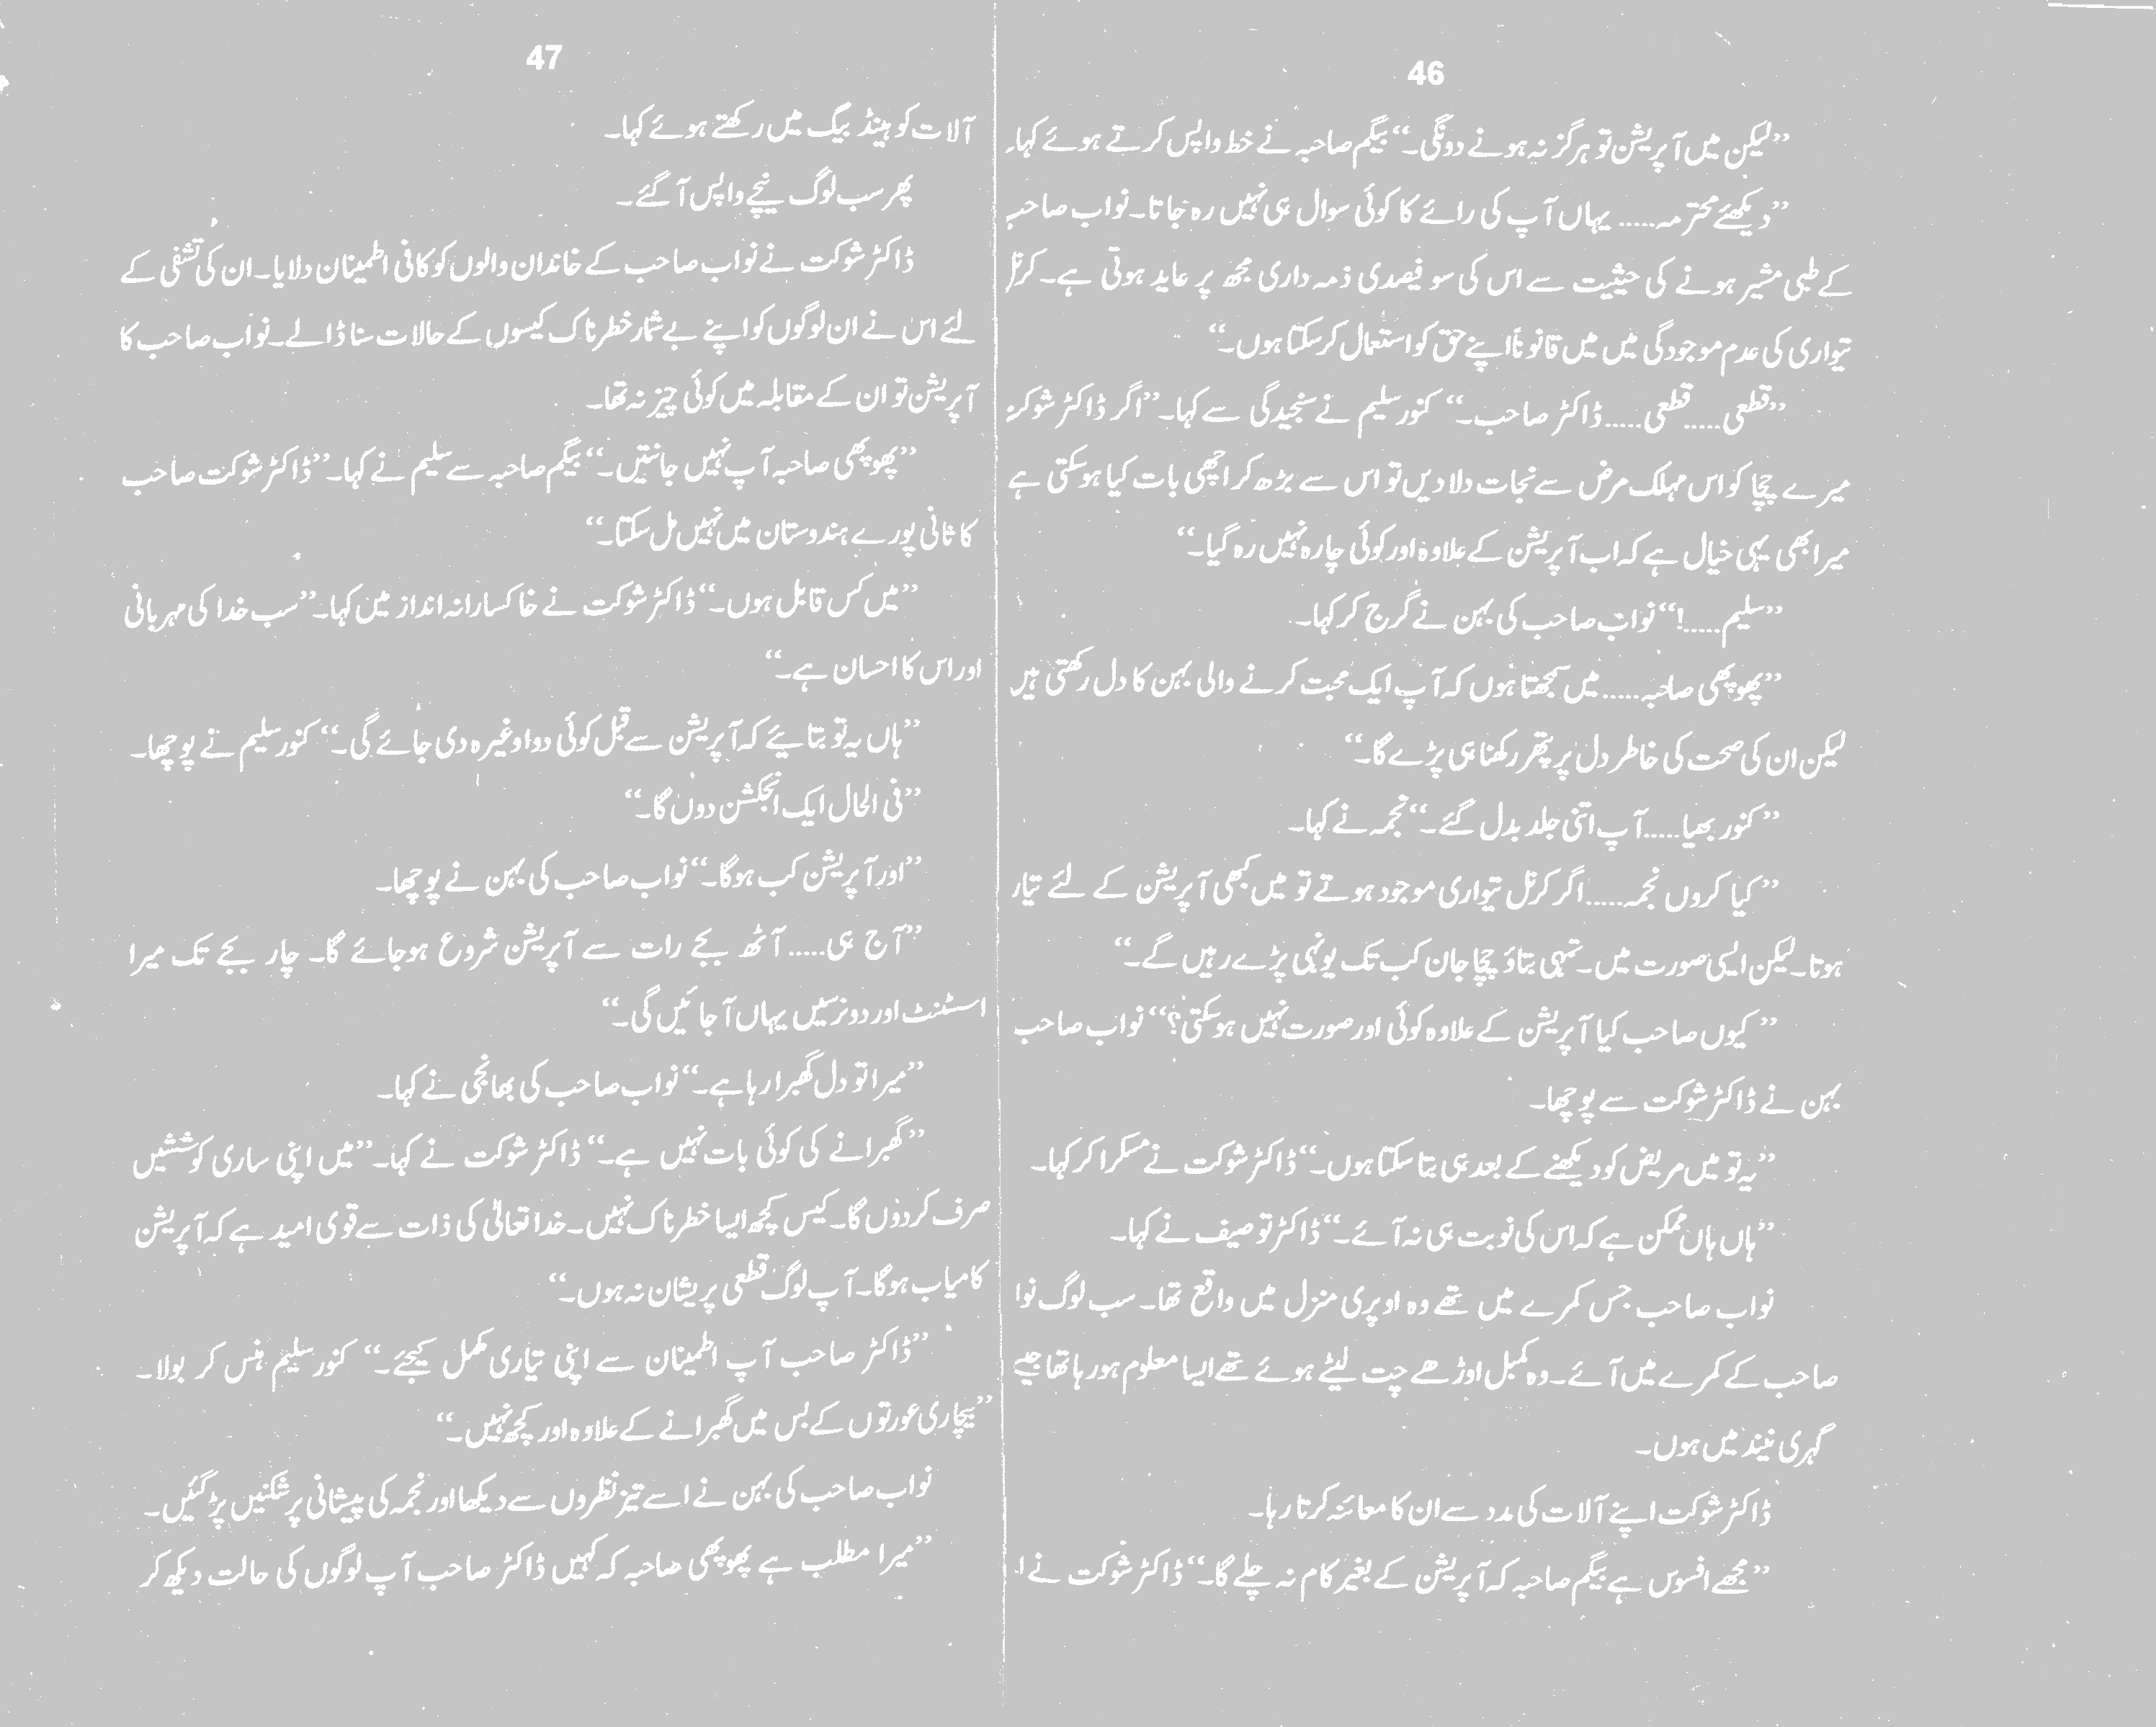 46
”لیکن میں آپریشن تو ہرگز نہ ہونے دونگی۔“ بیگم صاحبہ نے خط واپس کرتے ہوئے کہا۔
”دیکھئے محترمہ...... یہاں آپ کی رائے کا کوئی سوال ہی نہیں رہ جاتا۔ نواب صاحب
کے طبی مشیر ہونے کی حیثیت سے اس کی سو فیصدی ذمہ داری مجھ پر عاید ہوتی ہے۔ کرنل
تیواری کی عدم موجودگی میں میں قانوناً اپنے حق کو استعمال کرسکتا ہوں۔“
”قطعی...... قطعی...... ڈاکٹر صاحب۔“ کنور سلیم نے سنجیدگی سے کہا۔ ”اگر ڈاکٹر شوکت
میرے چچا کو اس مہلک مرض سے نجات دلا دیں تو اس سے بڑھ کر اچھی بات کیا ہوسکتی ہے
میرا بھی یہی خیال ہے کہ اب آپریشن کے علاوہ اور کوئی چارہ نہیں رہ گیا۔“
”سلیم......!“ نواب صاحب کی بہن نے گرج کر کہا۔
”پھوپھی صاحبہ...... میں سمجھتا ہوں کہ آپ ایک محبت کرنے والی بہن کا دل رکھتی ہیں
لیکن ان کی صحت کی خاطر دل پر پتھر رکھنا ہی پڑے گا۔“
”کنور بھیا...... آپ اتنی جلد بدل گئے۔“ نجمہ نے کہا۔
”کیا کروں نجمہ...... اگر کرنل تیواری موجود ہوتے تو میں کبھی آپریشن کے لئے تیار
ہوتا۔ لیکن ایسی صورت میں۔ تمہی بتاؤ چچا جان کب تک یونہی پڑے رہیں گے۔“
”کیوں صاحب کیا آپریشن کے علاوہ کوئی اور صورت نہیں ہوسکتی؟“ نواب صاحب
بہن نے ڈاکٹر شوکت سے پوچھا۔
”یہ تو میں مریض کو دیکھنے کے بعد ہی بتا سکتا ہوں۔“ ڈاکٹر شوکت نے مسکرا کر کہا۔
”ہاں ہاں ممکن ہے کہ اس کی نوبت ہی نہ آئے۔“ ڈاکٹر توصیف نے کہا۔
نواب صاحب جس کمرے میں تھے وہ اوپری منزل میں واقع تھا۔ سب لوگ نوا
صاحب کے کمرے میں آئے۔ وہ کمبل اوڑھے چت لیٹے ہوئے تھے ایسا معلوم ہورہا تھا جیسے
گہری نیند میں ہوں۔
ڈاکٹر شوکت اپنے آلات کی مدد سے ان کا معائنہ کرتا رہا۔
”مجھے افسوس ہے بیگم صاحبہ کہ آپریشن کے بغیر کام نہ چلے گا۔“ ڈاکٹر شوکت نے ا
47
آلات کو ہینڈ بیگ میں رکھتے ہوئے کہا۔
پھر سب لوگ نیچے واپس آگئے۔
ڈاکٹر شوکت نے نواب صاحب کے خاندان والوں کو کافی اطمینان دلایا۔ ان کی تشفی کے
لئے اس نے ان لوگوں کو اپنے بے شمار خطرناک کیسوں کے حالات سنا ڈالے۔ نواب صاحب کا
آپریشن تو ان کے مقابلہ میں کوئی چیز نہ تھا۔
”پھوپھی صاحبہ آپ نہیں جانتیں۔“ بیگم صاحبہ سے سلیم نے کہا۔ ”ڈاکٹر شوکت صاحب
کا ثانی پورے ہندوستان میں نہیں مل سکتا۔“
”میں کس قابل ہوں۔“ ڈاکٹر شوکت نے خاکسارانہ انداز میں کہا۔ ”سب خدا کی مہربانی
اور اس کا احسان ہے۔“
”ہاں یہ تو بتایئے کہ آپریشن سے قبل کوئی دوا وغیرہ دی جائے گی۔“ کنور سلیم نے پوچھا۔
”فی الحال ایک انجکشن دوں گا۔“
”اور آپریشن کب ہوگا۔“ نواب صاحب کی بہن نے پوچھا۔
”آج ہی...... آٹھ بجے رات سے آپریشن شروع ہوجائے گا۔ چار بجے تک میرا
اسسٹنٹ اور دو نرسیں یہاں آجائیں گی۔“
”میرا تو دل گھبرا رہا ہے۔“ نواب صاحب کی بھانجی نے کہا۔
”گھبرانے کی کوئی بات نہیں ہے۔“ ڈاکٹر شوکت نے کہا۔ ”میں اپنی ساری کوششیں
صرف کردوں گا۔ کیس کچھ ایسا خطرناک نہیں۔ خدا تعالیٰ کی ذات سے قوی امید ہے کہ آپریشن
کامیاب ہوگا۔ آپ لوگ قطعی پریشان نہ ہوں۔“
”ڈاکٹر صاحب آپ اطمینان سے اپنی تیاری مکمل کیجئے۔“ کنور سلیم ہنس کر بولا۔
”بیچاری عورتوں کے بس میں گھبرانے کے علاوہ اور کچھ نہیں۔“
نواب صاحب کی بہن نے اسے تیز نظروں سے دیکھا اور نجمہ کی پیشانی پر شکنیں پڑ گئیں۔
”میرا مطلب ہے پھوپھی صاحبہ کہ کہیں ڈاکٹر صاحب آپ لوگوں کی حالت دیکھ کر